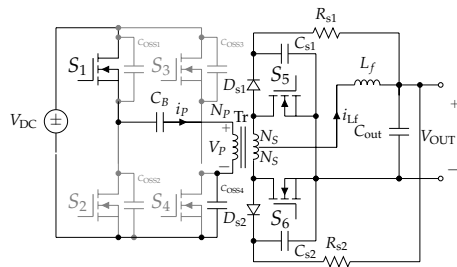 R_s1
C_OSS1
C_OSS3
C_s1
S_1
S_3
D_s1
S_5
L_f
C_B
i_P
N_P
Tr
+
i_Lf
+
V_DC
V_P
N_S
N_S
C_out
V_OUT
−
−
C_OSS2
C_OSS4
S_2
S_4
D_s2
S_6
C_s2
R_s2